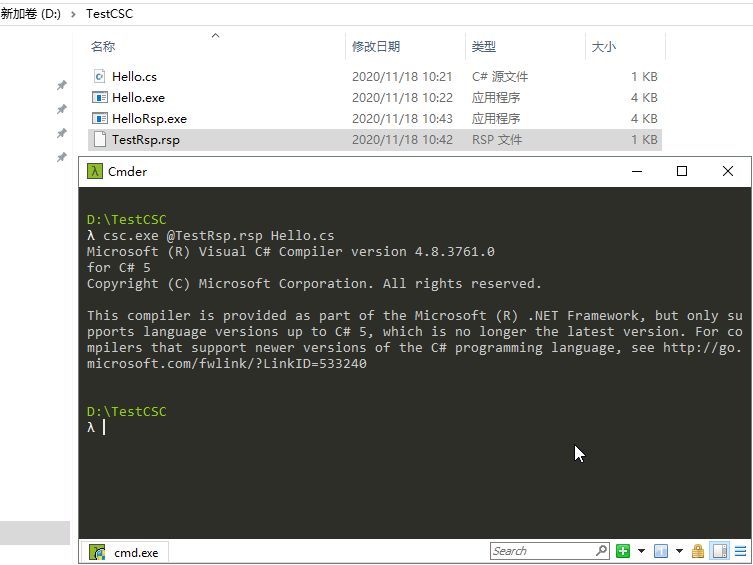 新加卷 (D:) > TestCSC
名称 修改日期 类型 大小
Hello.cs 2020/11/18 10:21 C# 源文件 1 KB
Hello.exe 2020/11/18 10:22 应用程序 4 KB
HelloRsp.exe 2020/11/18 10:43 应用程序 4 KB
TestRsp.rsp 2020/11/18 10:42 RSP 文件 1 KB
λ Cmder
D:\TestCSC
λ csc.exe @TestRsp.rsp Hello.cs
Microsoft (R) Visual C# Compiler version 4.8.3761.0
for C# 5
Copyright (C) Microsoft Corporation. All rights reserved.
This compiler is provided as part of the Microsoft (R) .NET Framework, but only su
pports language versions up to C# 5, which is no longer the latest version. For co
mpilers that support newer versions of the C# programming language, see http://go.
microsoft.com/fwlink/?LinkID=533240
D:\TestCSC
λ
cmd.exe Search